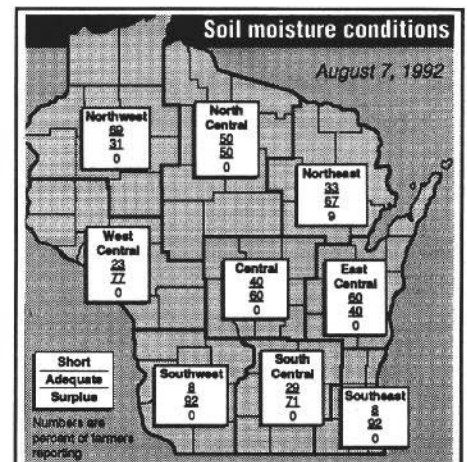 Soil moisture conditions
August 7, 1992
Northwest
69
31
0
North
Central
50
50
0
Northeast
33
67
9
West
Central
23
77
0
Central
40
60
0
East
Central
60
40
0
Short
Adequate
Surplus
Numbers are
percent of farmers
reporting
Southwest
8
92
0
South
Central
29
71
0
Southeast
8
92
0